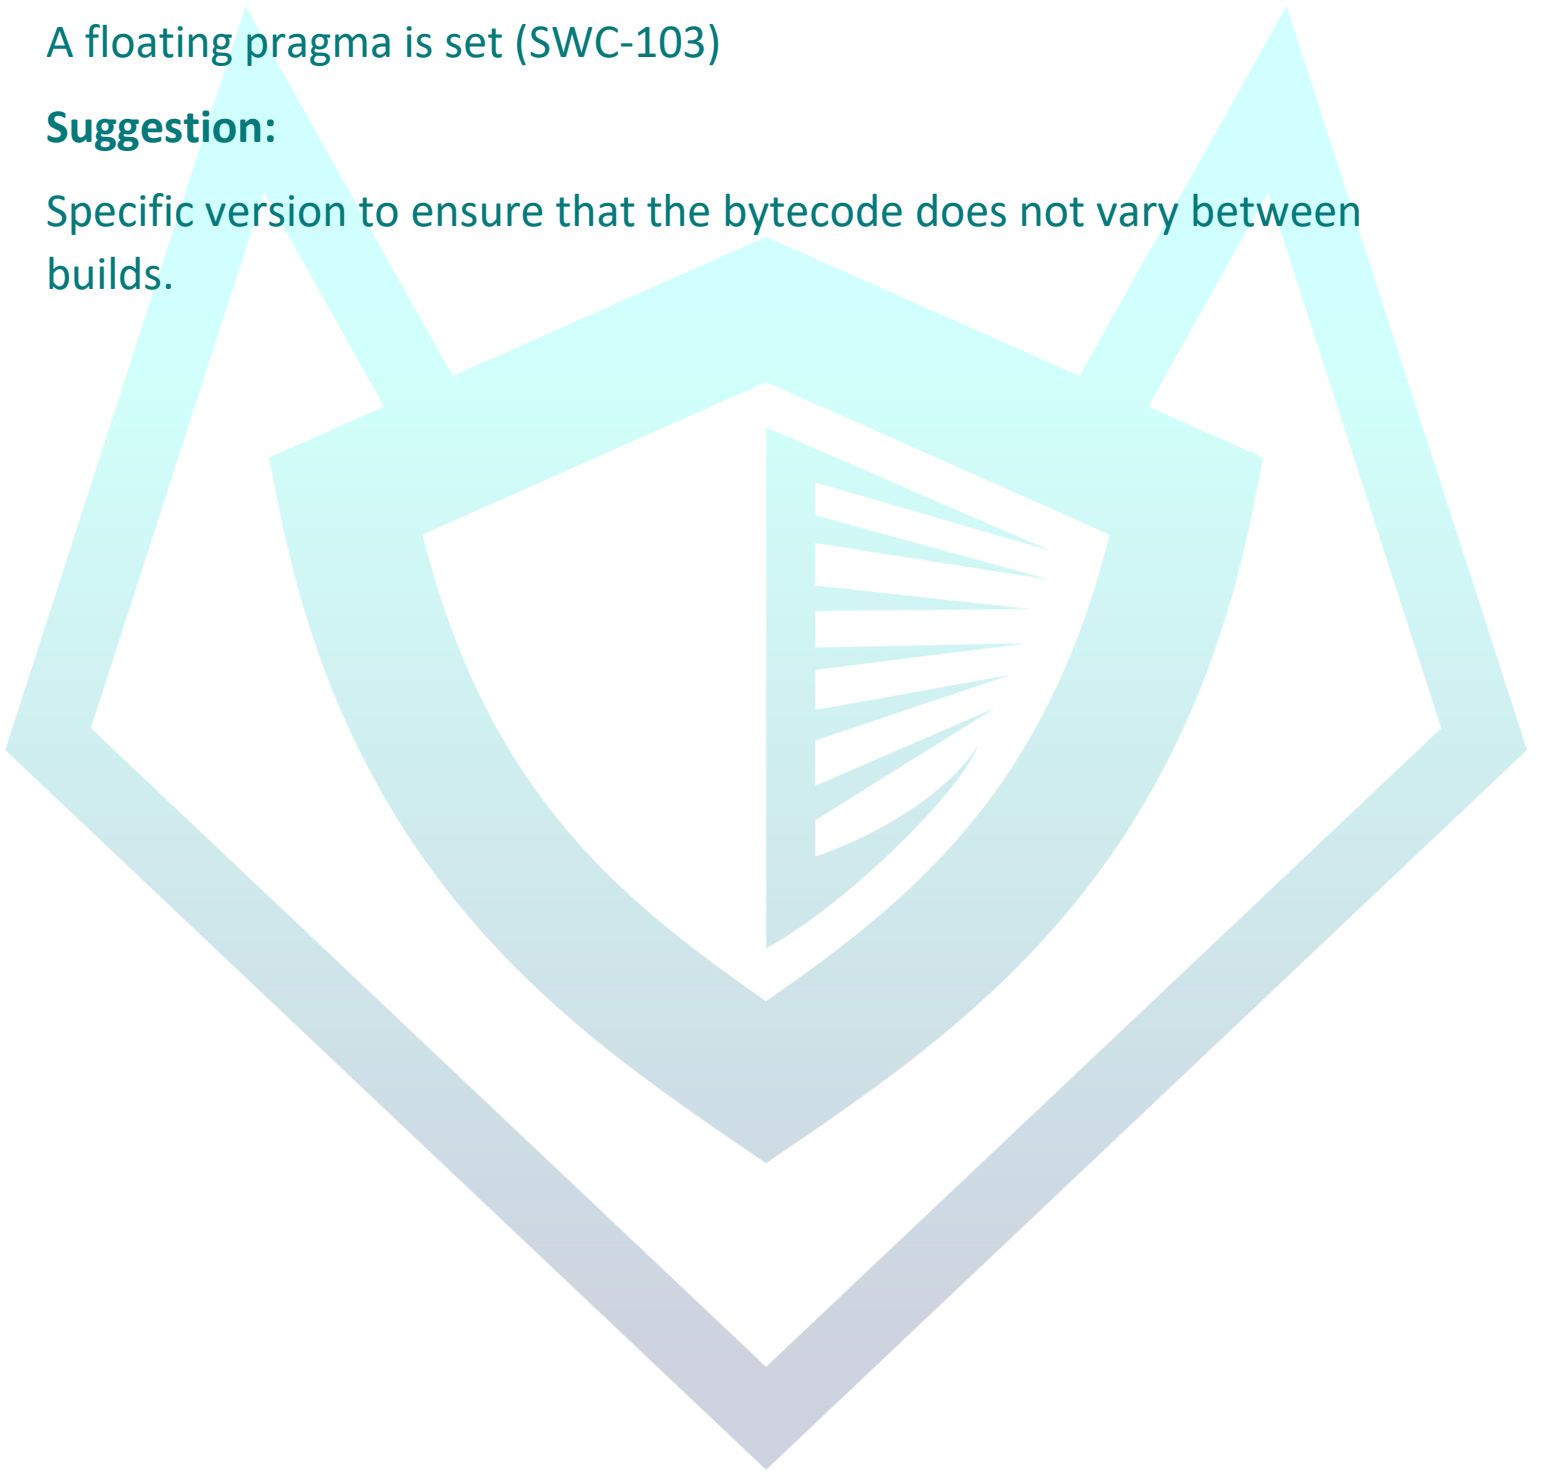 A floating pragma is set (SWC-103)
Suggestion:
Specific version to ensure that the bytecode does not vary between
builds.